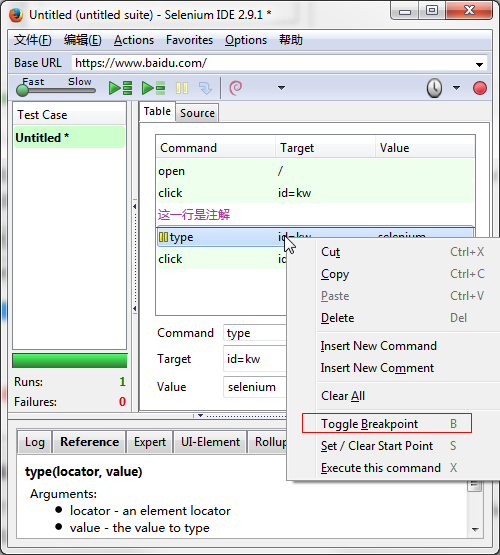 Untitled (untitled suite) - Selenium IDE 2.9.1 *
文件(F) 编辑(E) Actions Favorites Options 帮助
Base URL https://www.baidu.com/
Fast Slow
Test Case
Untitled *
Runs: 1
Failures: 0
Table Source
Command Target Value
open /
click id=kw
这一行是注解
type id=kw selenium
click id
Command type
Target id=kw
Value selenium
Cut Ctrl+X
Copy Ctrl+C
Paste Ctrl+V
Delete Del
Insert New Command
Insert New Comment
Clear All
Toggle Breakpoint B
Set / Clear Start Point S
Execute this command X
Log Reference Expert UI-Element Rollup
type(locator, value)
Arguments:
• locator - an element locator
• value - the value to type